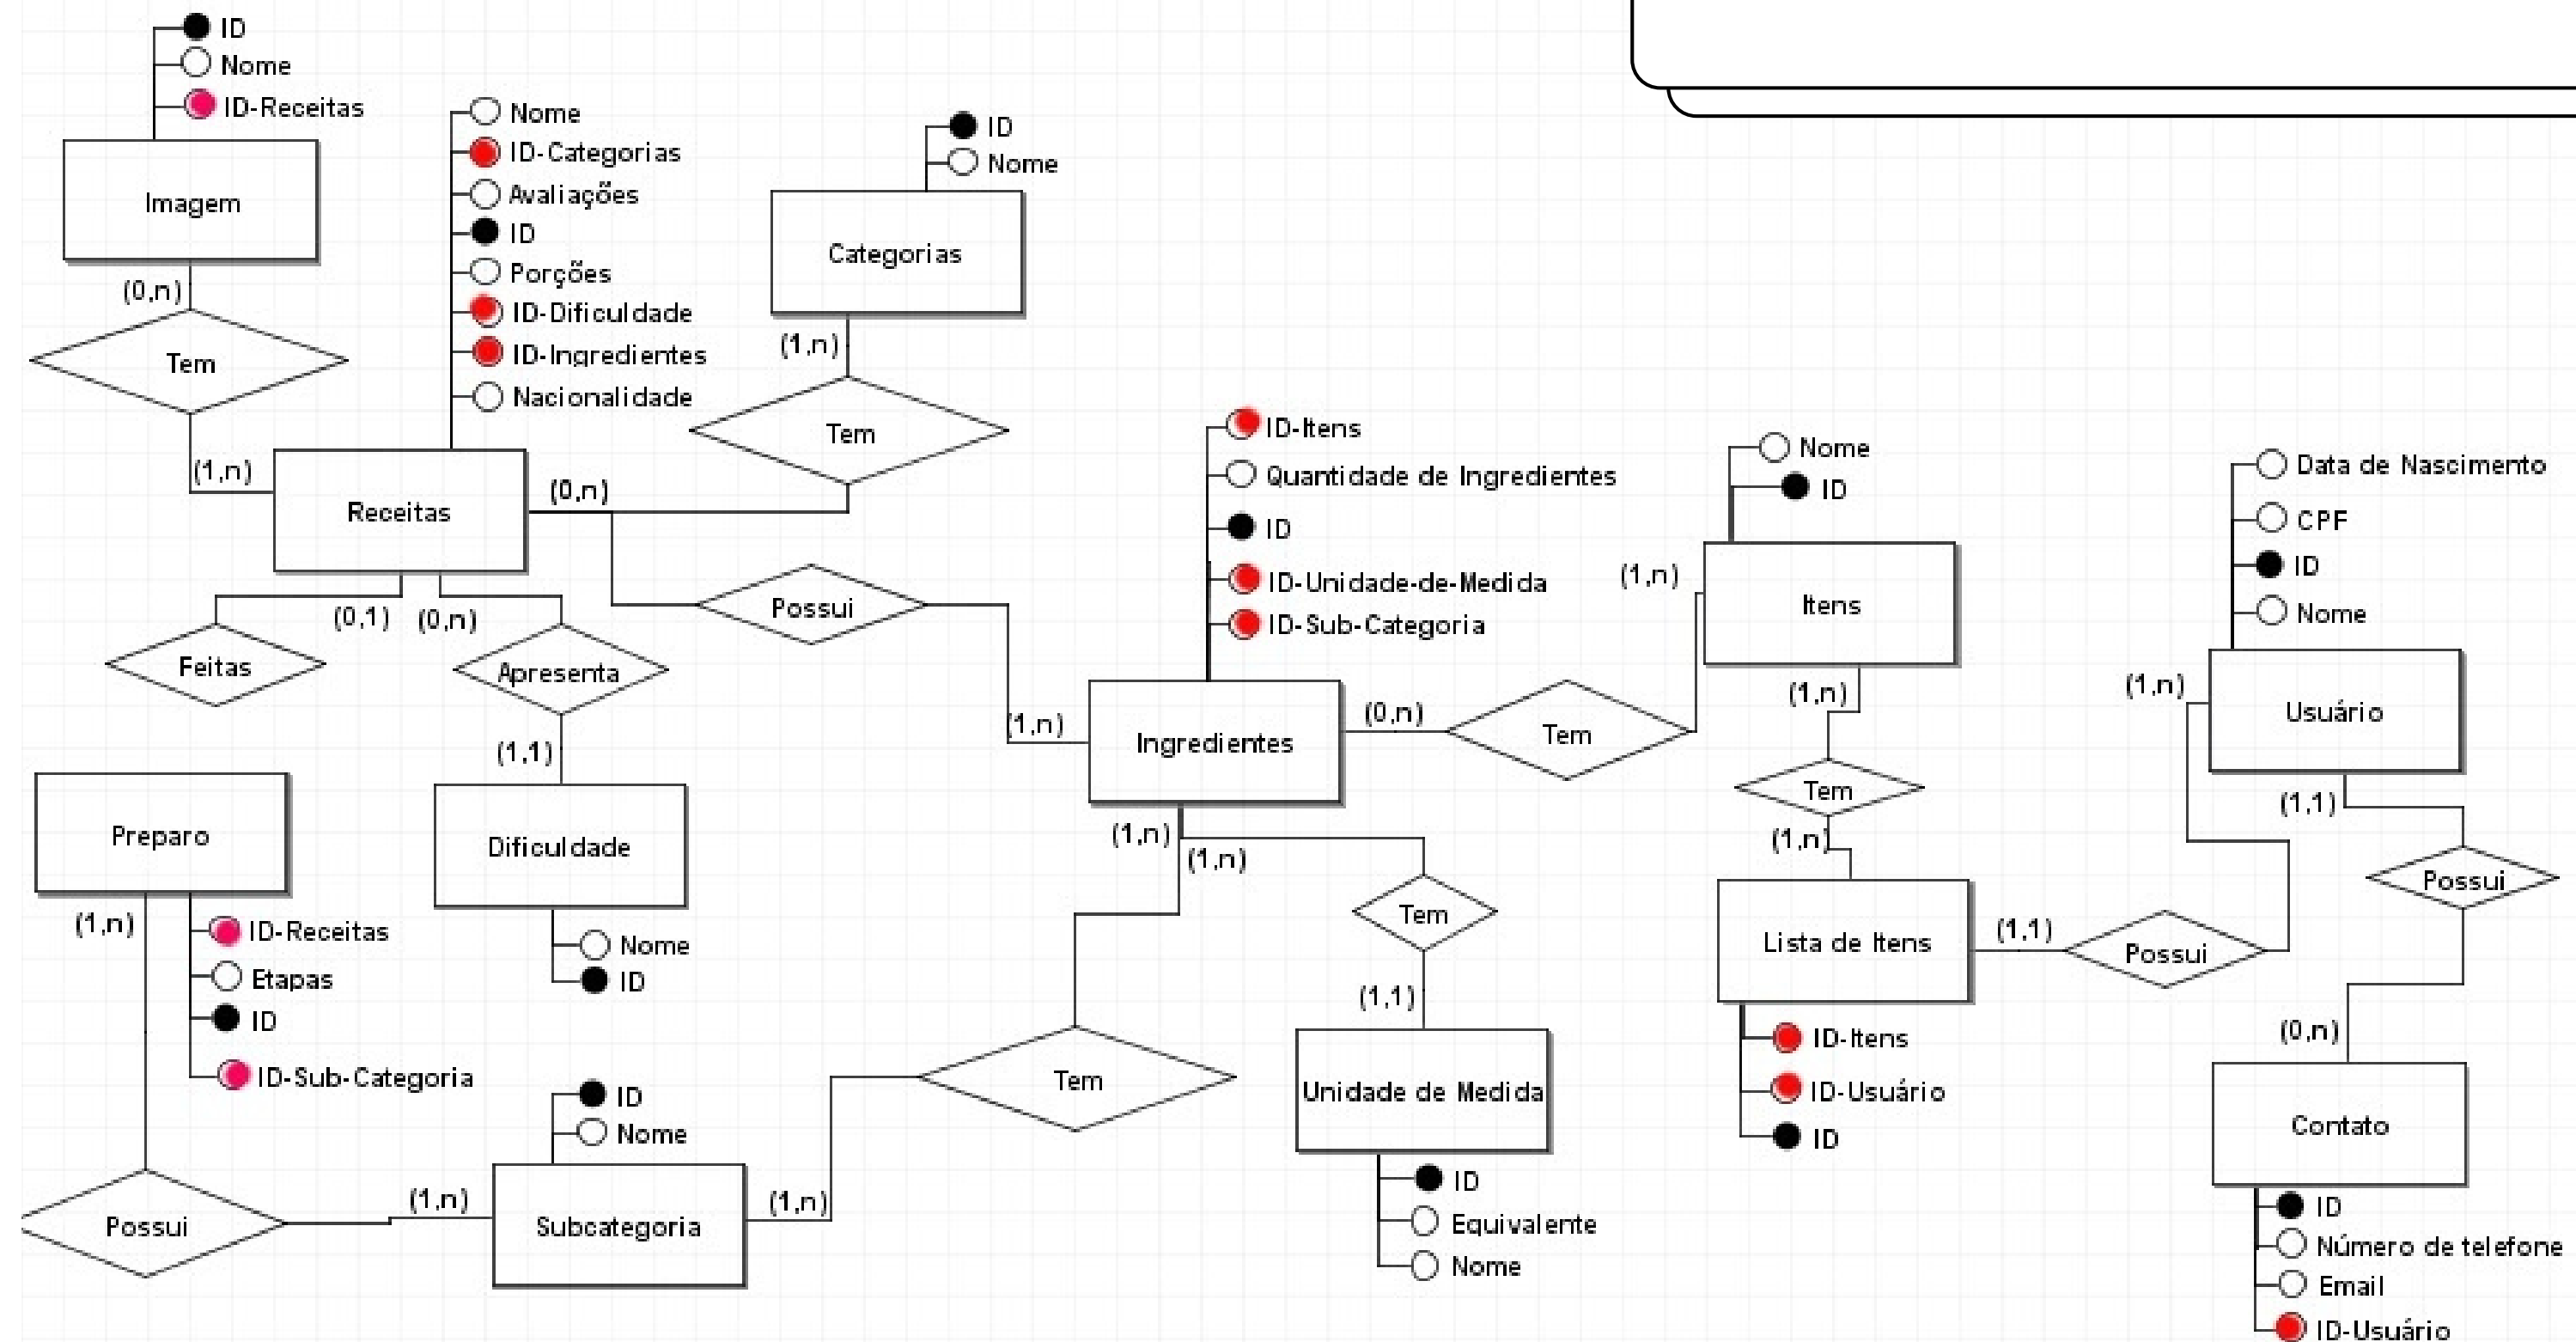 ID
Nome
ID-Receitas
Imagem
(0,n)
Tem
(1,n)
Nome
ID-Categorias
Avaliações
ID
Porções
ID-Dificuldade
ID-Ingredientes
Nacionalidade
Receitas
ID
Nome
Categorias
(1,n)
Tem
(0,n)
(0,1)
(0,n)
Feitas
Apresenta
Possui
(1,1)
(1,n)
Preparo
(1,n)
ID-Receitas
Etapas
ID
ID-Sub-Categoria
Possui
(1,n)
Dificuldade
Nome
ID
ID
Nome
Subcategoria
(1,n)
Tem
ID-Itens
Quantidade de Ingredientes
ID
ID-Unidade-de-Medida
ID-Sub-Categoria
Ingredientes
(0,n)
Tem
(1,n)
(1,n)
(1,n)
Tem
(1,1)
Unidade de Medida
ID
Equivalente
Nome
Nome
ID
Itens
(1,n)
Tem
(1,n)
Lista de Itens
(1,1)
Possui
ID-Itens
ID-Usuário
ID
Data de Nascimento
CPF
ID
Nome
(1,n)
Usuário
(1,1)
Possui
(0,n)
Contato
ID
Número de telefone
Email
ID-Usuário